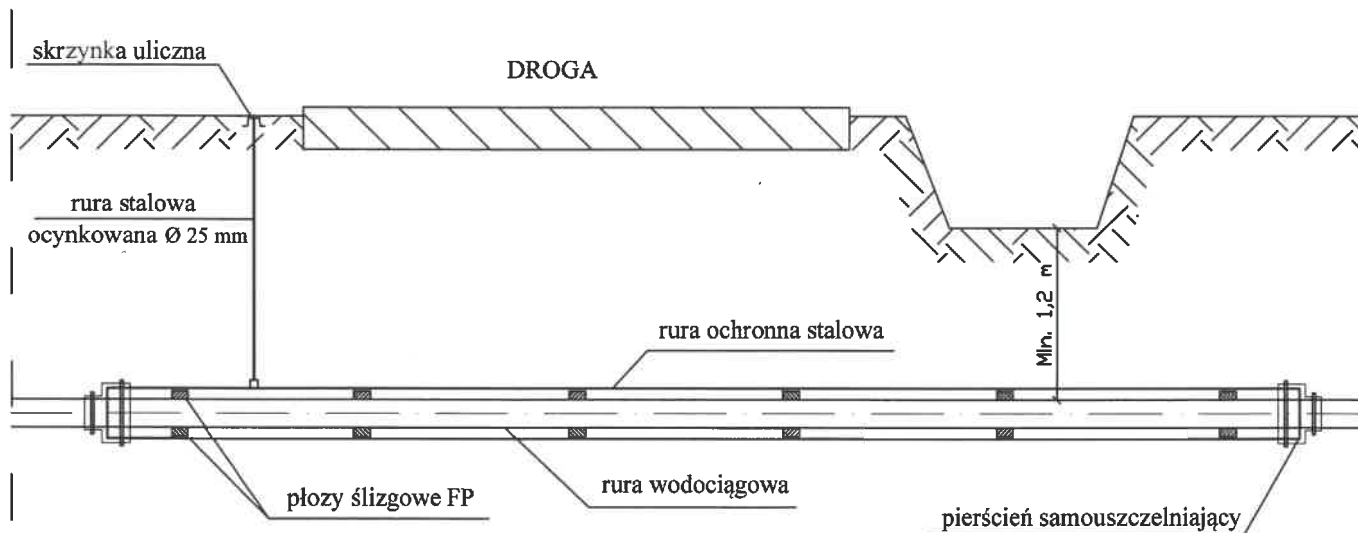 skrzynka uliczna
DROGA
rura stalowa
ocynkowana Ø 25 mm
MIn. 1,2 m
rura ochronna stalowa
płozy ślizgowe FP
rura wodociągowa
pierścień samouszczelniający